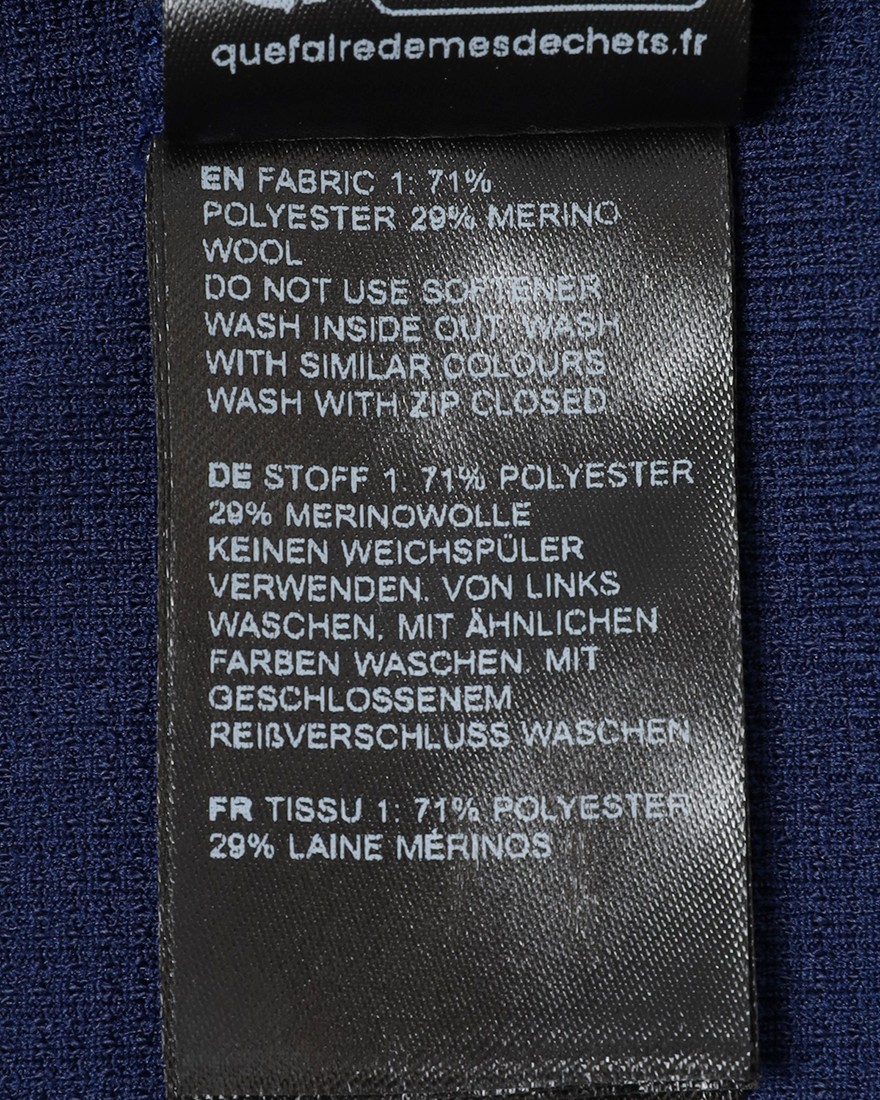 quefairedemesdechets.fr
EN FABRIC 1: 71%
POLYESTER 29% MERINO
WOOL
DO NOT USE SOFTENER
WASH INSIDE OUT, WASH
WITH SIMILAR COLOURS
WASH WITH ZIP CLOSED
DE STOFF 1: 71% POLYESTER
29% MERINOWOLLE
KEINEN WEICHSPÜLER
VERWENDEN. VON LINKS
WASCHEN. MIT ÄHNLICHEN
FARBEN WASCHEN. MIT
GESCHLOSSENEM
REIßVERSCHLUSS WASCHEN.
FR TISSU 1: 71% POLYESTER
29% LAINE MÉRINOS